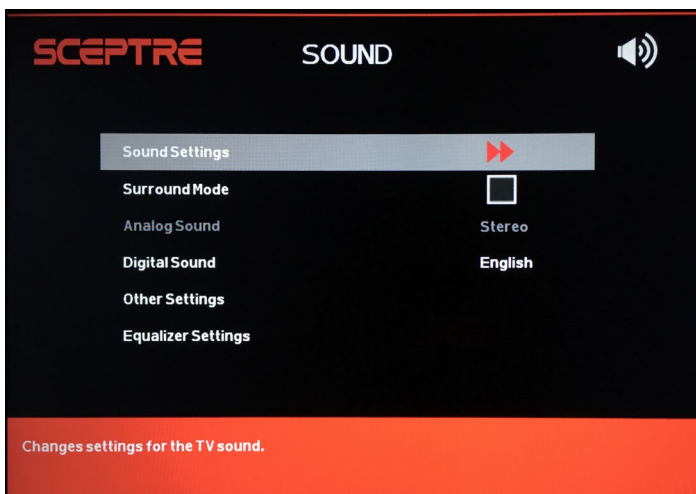 SCEPTRE SOUND
Sound Settings
Surround Mode
Analog Sound Stereo
Digital Sound English
Other Settings
Equalizer Settings
Changes settings for the TV sound.